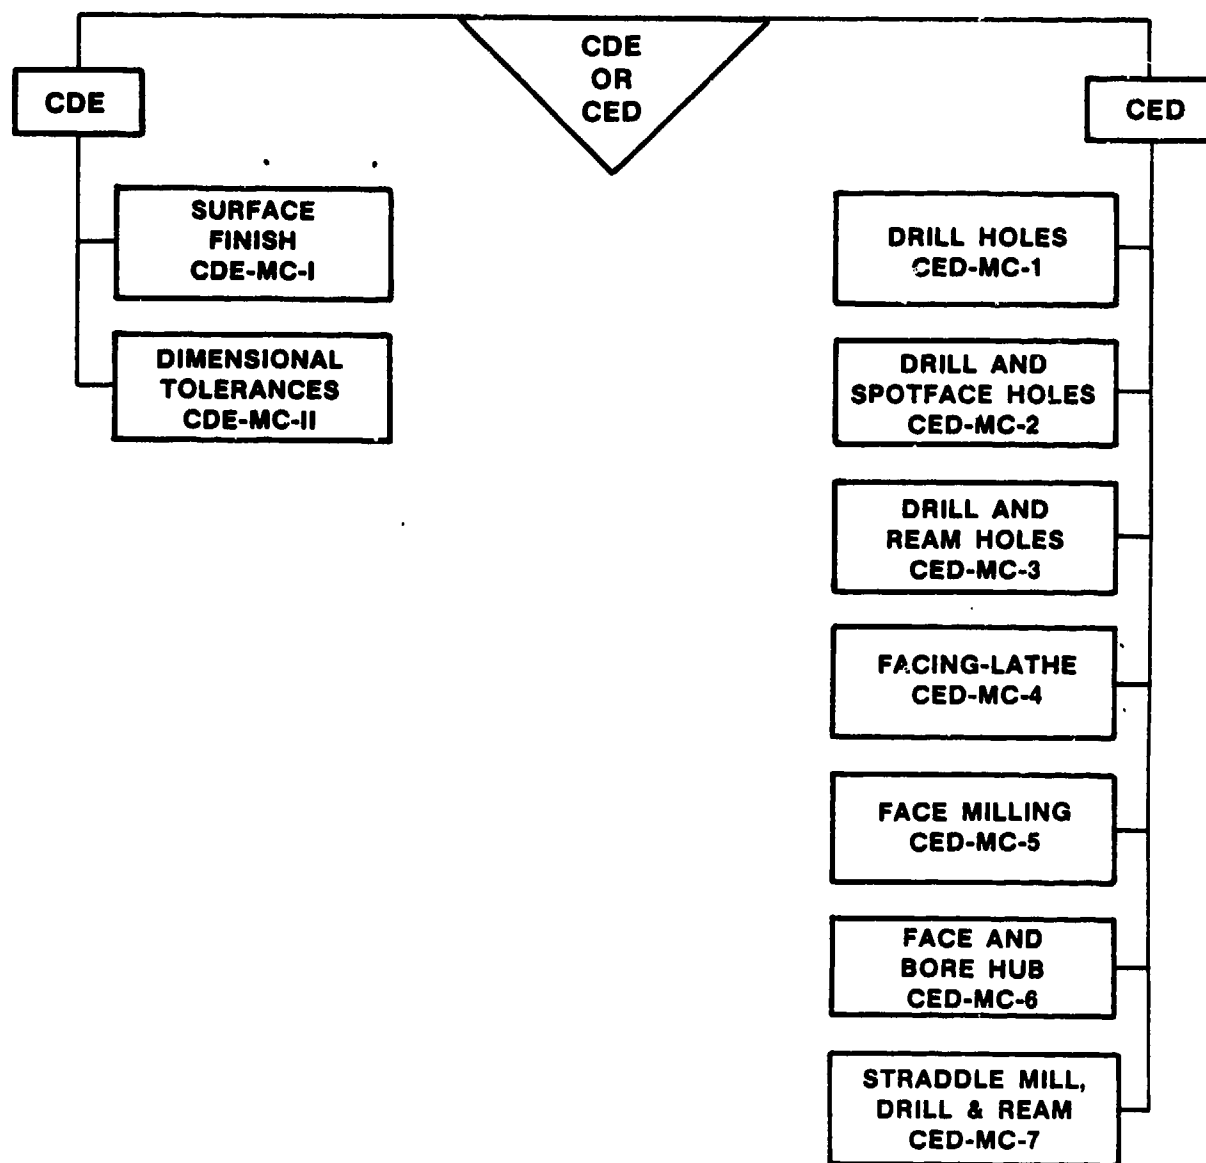 CDE
OR
CED
CDE
CED
SURFACE
FINISH
CDE-MC-I
DIMENSIONAL
TOLERANCES
CDE-MC-II
DRILL HOLES
CED-MC-1
DRILL AND
SPOTFACE HOLES
CED-MC-2
DRILL AND
REAM HOLES
CED-MC-3
FACING-LATHE
CED-MC-4
FACE MILLING
CED-MC-5
FACE AND
BORE HUB
CED-MC-6
STRADDLE MILL,
DRILL & REAM
CED-MC-7